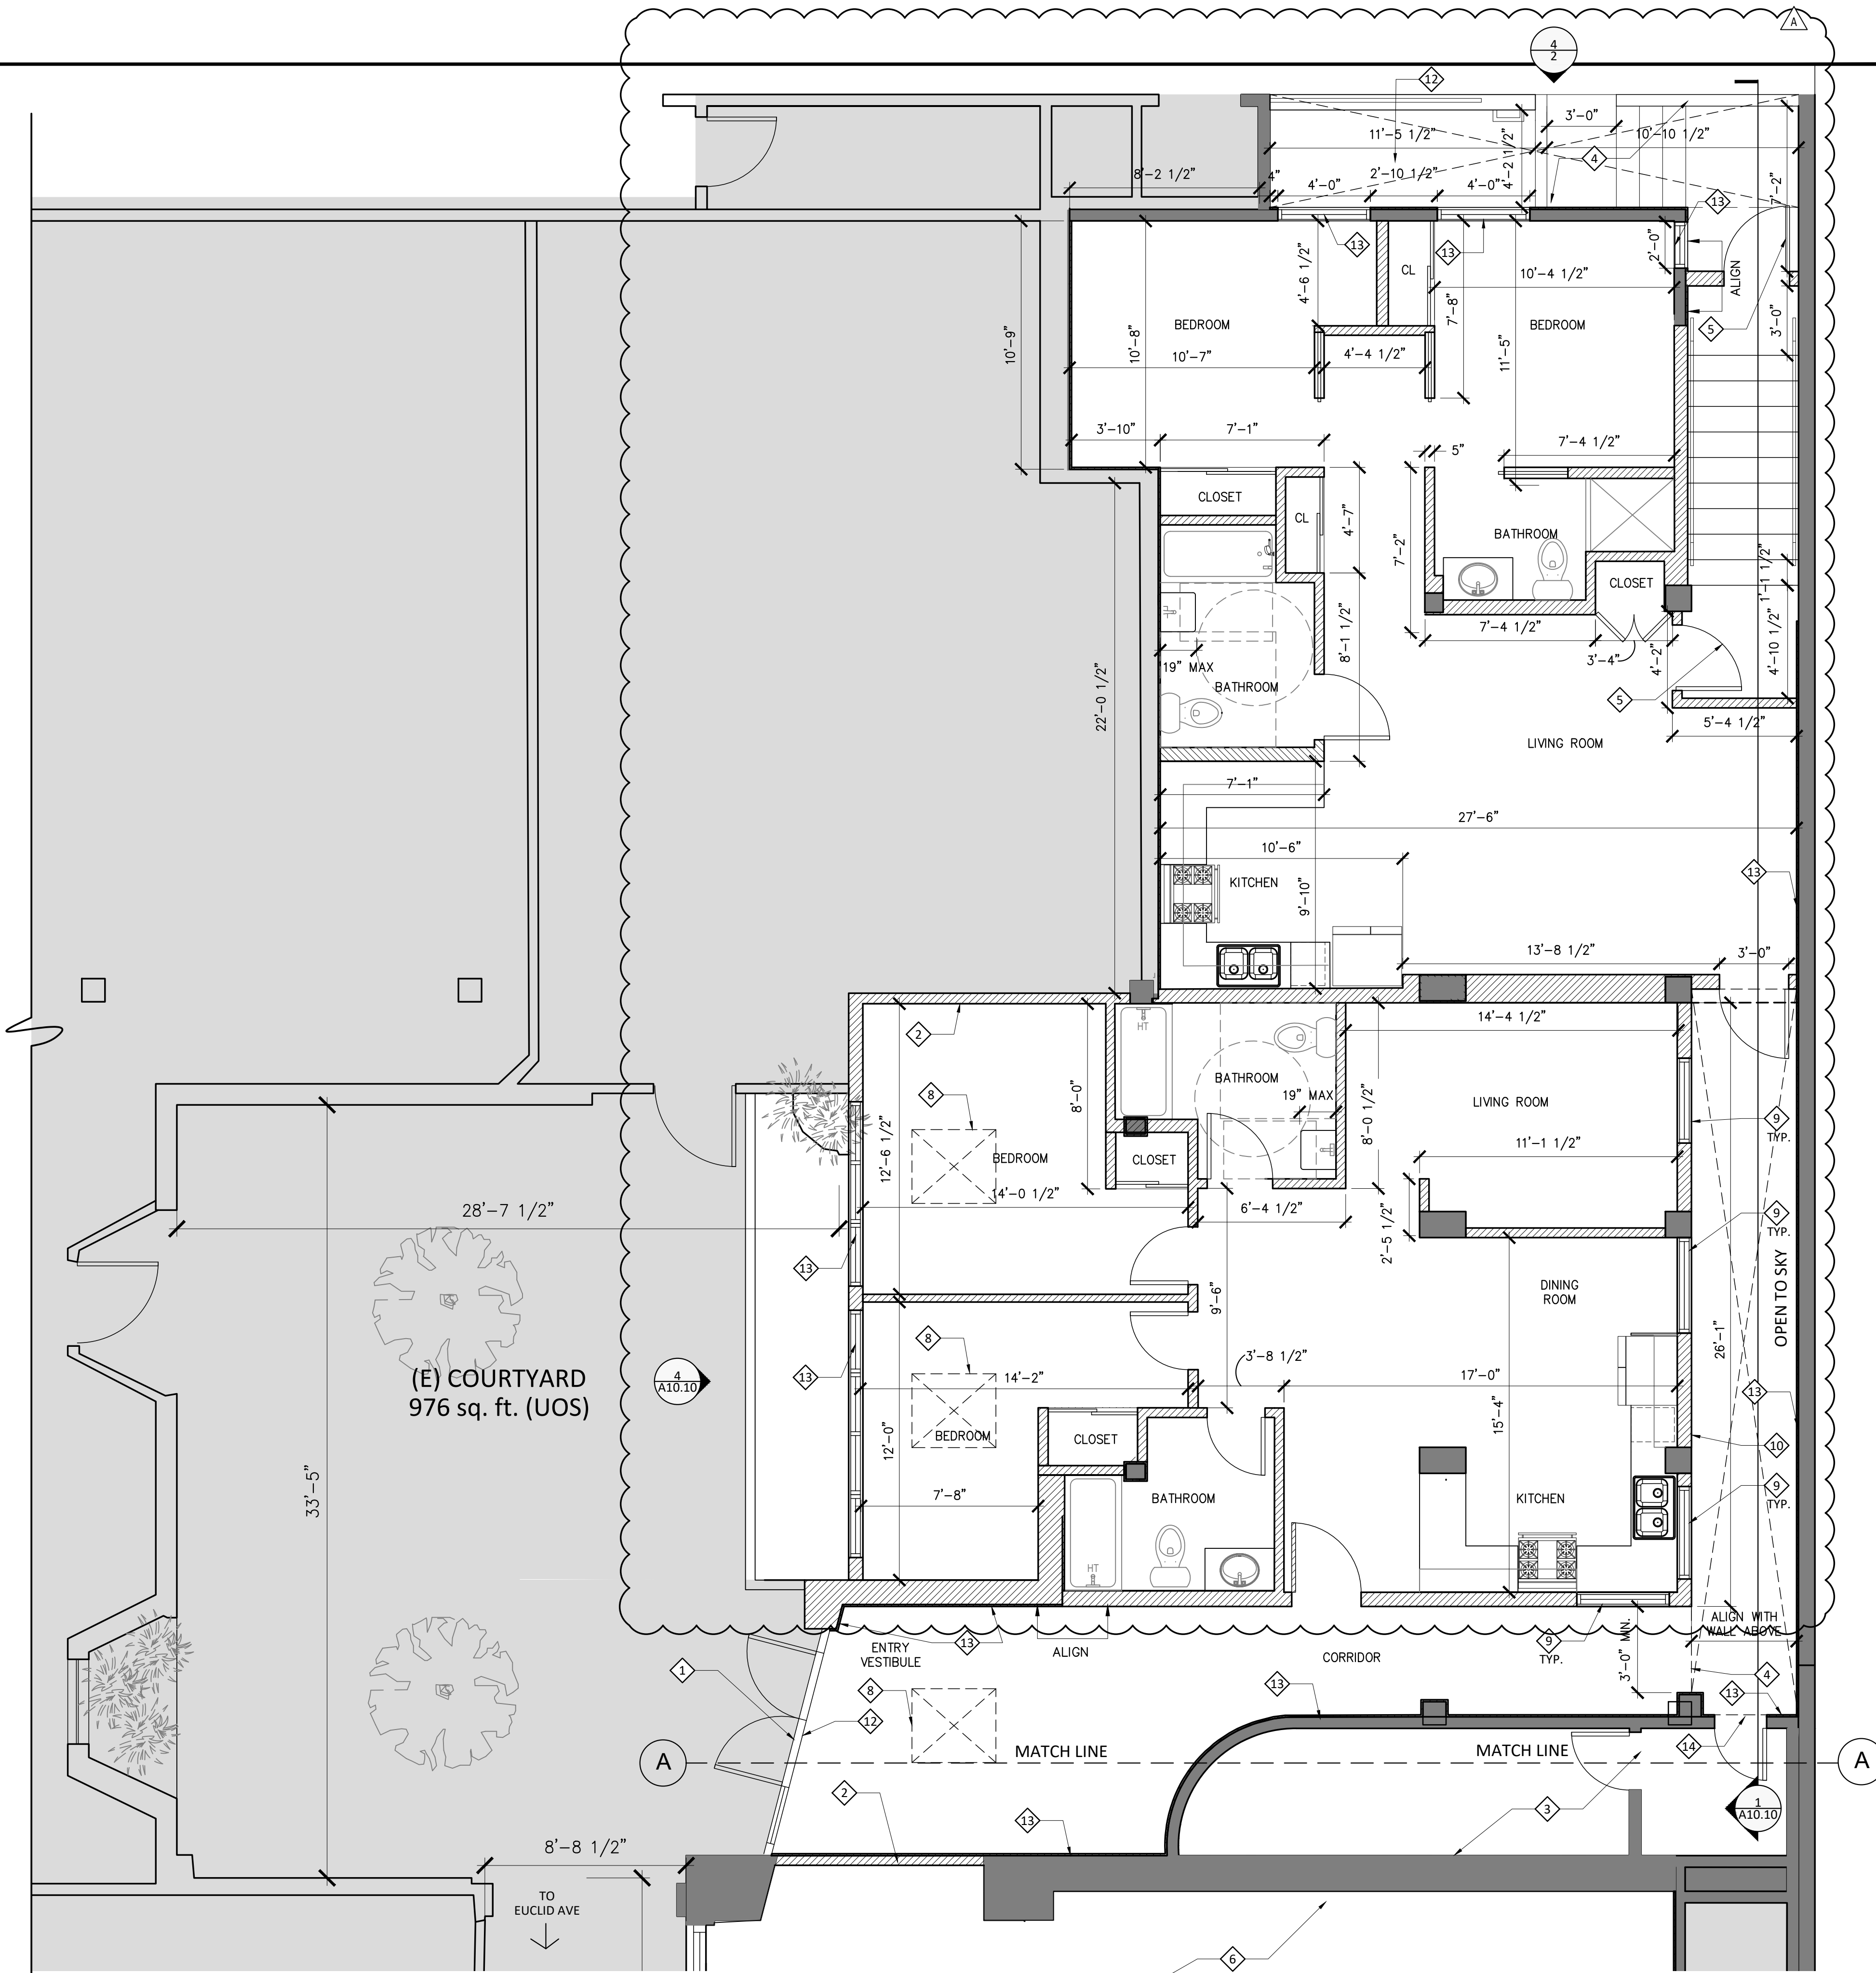 A
4
2
12
3'-0"
11'-5 1/2"
10'-10 1/2"
4'-2 1/2"
4
8'-2 1/2"
4"
4'-0"
2'-10 1/2"
4'-0"
7'-2"
13
13
13
2'-0"
ALIGN
4'-6 1/2"
CL
10'-4 1/2"
7'-8"
BEDROOM
BEDROOM
5
3'-0"
10'-9"
10'-8"
10'-7"
4'-4 1/2"
11'-5"
3'-10"
7'-1"
5"
7'-4 1/2"
CLOSET
CL
4'-7"
7'-2"
BATHROOM
CLOSET
1'-1 1/2"
8'-1 1/2"
7'-4 1/2"
3'-4"
4'-2"
4'-10 1/2"
19" MAX
BATHROOM
5
22'-0 1/2"
5'-4 1/2"
LIVING ROOM
7'-1"
27'-6"
10'-6"
KITCHEN
9'-10"
13
13'-8 1/2"
3'-0"
HT
14'-4 1/2"
2
BATHROOM
8
8'-0"
19" MAX
8'-0 1/2"
LIVING ROOM
9
TYP.
12'-6 1/2"
11'-1 1/2"
BEDROOM
CLOSET
14'-0 1/2"
28'-7 1/2"
6'-4 1/2"
2'-5 1/2"
9
TYP.
13
DINING
ROOM
9'-6"
OPEN TO SKY
26'-1"
8
3'-8 1/2"
13
(E) COURTYARD
976 sq. ft. (UOS)
4
A10.10
14'-2"
17'-0"
13
12'-0"
BEDROOM
CLOSET
15'-4"
10
33'-5"
7'-8"
BATHROOM
KITCHEN
9
TYP.
HT
ALIGN WITH
WALL ABOVE
ENTRY
VESTIBULE
13
ALIGN
CORRIDOR
9
TYP.
3'-0" MIN.
1
8
13
4
13
12
14
A
MATCH LINE
MATCH LINE
A
2
13
3
1
A10.10
8'-8 1/2"
TO
EUCLID AVE
6